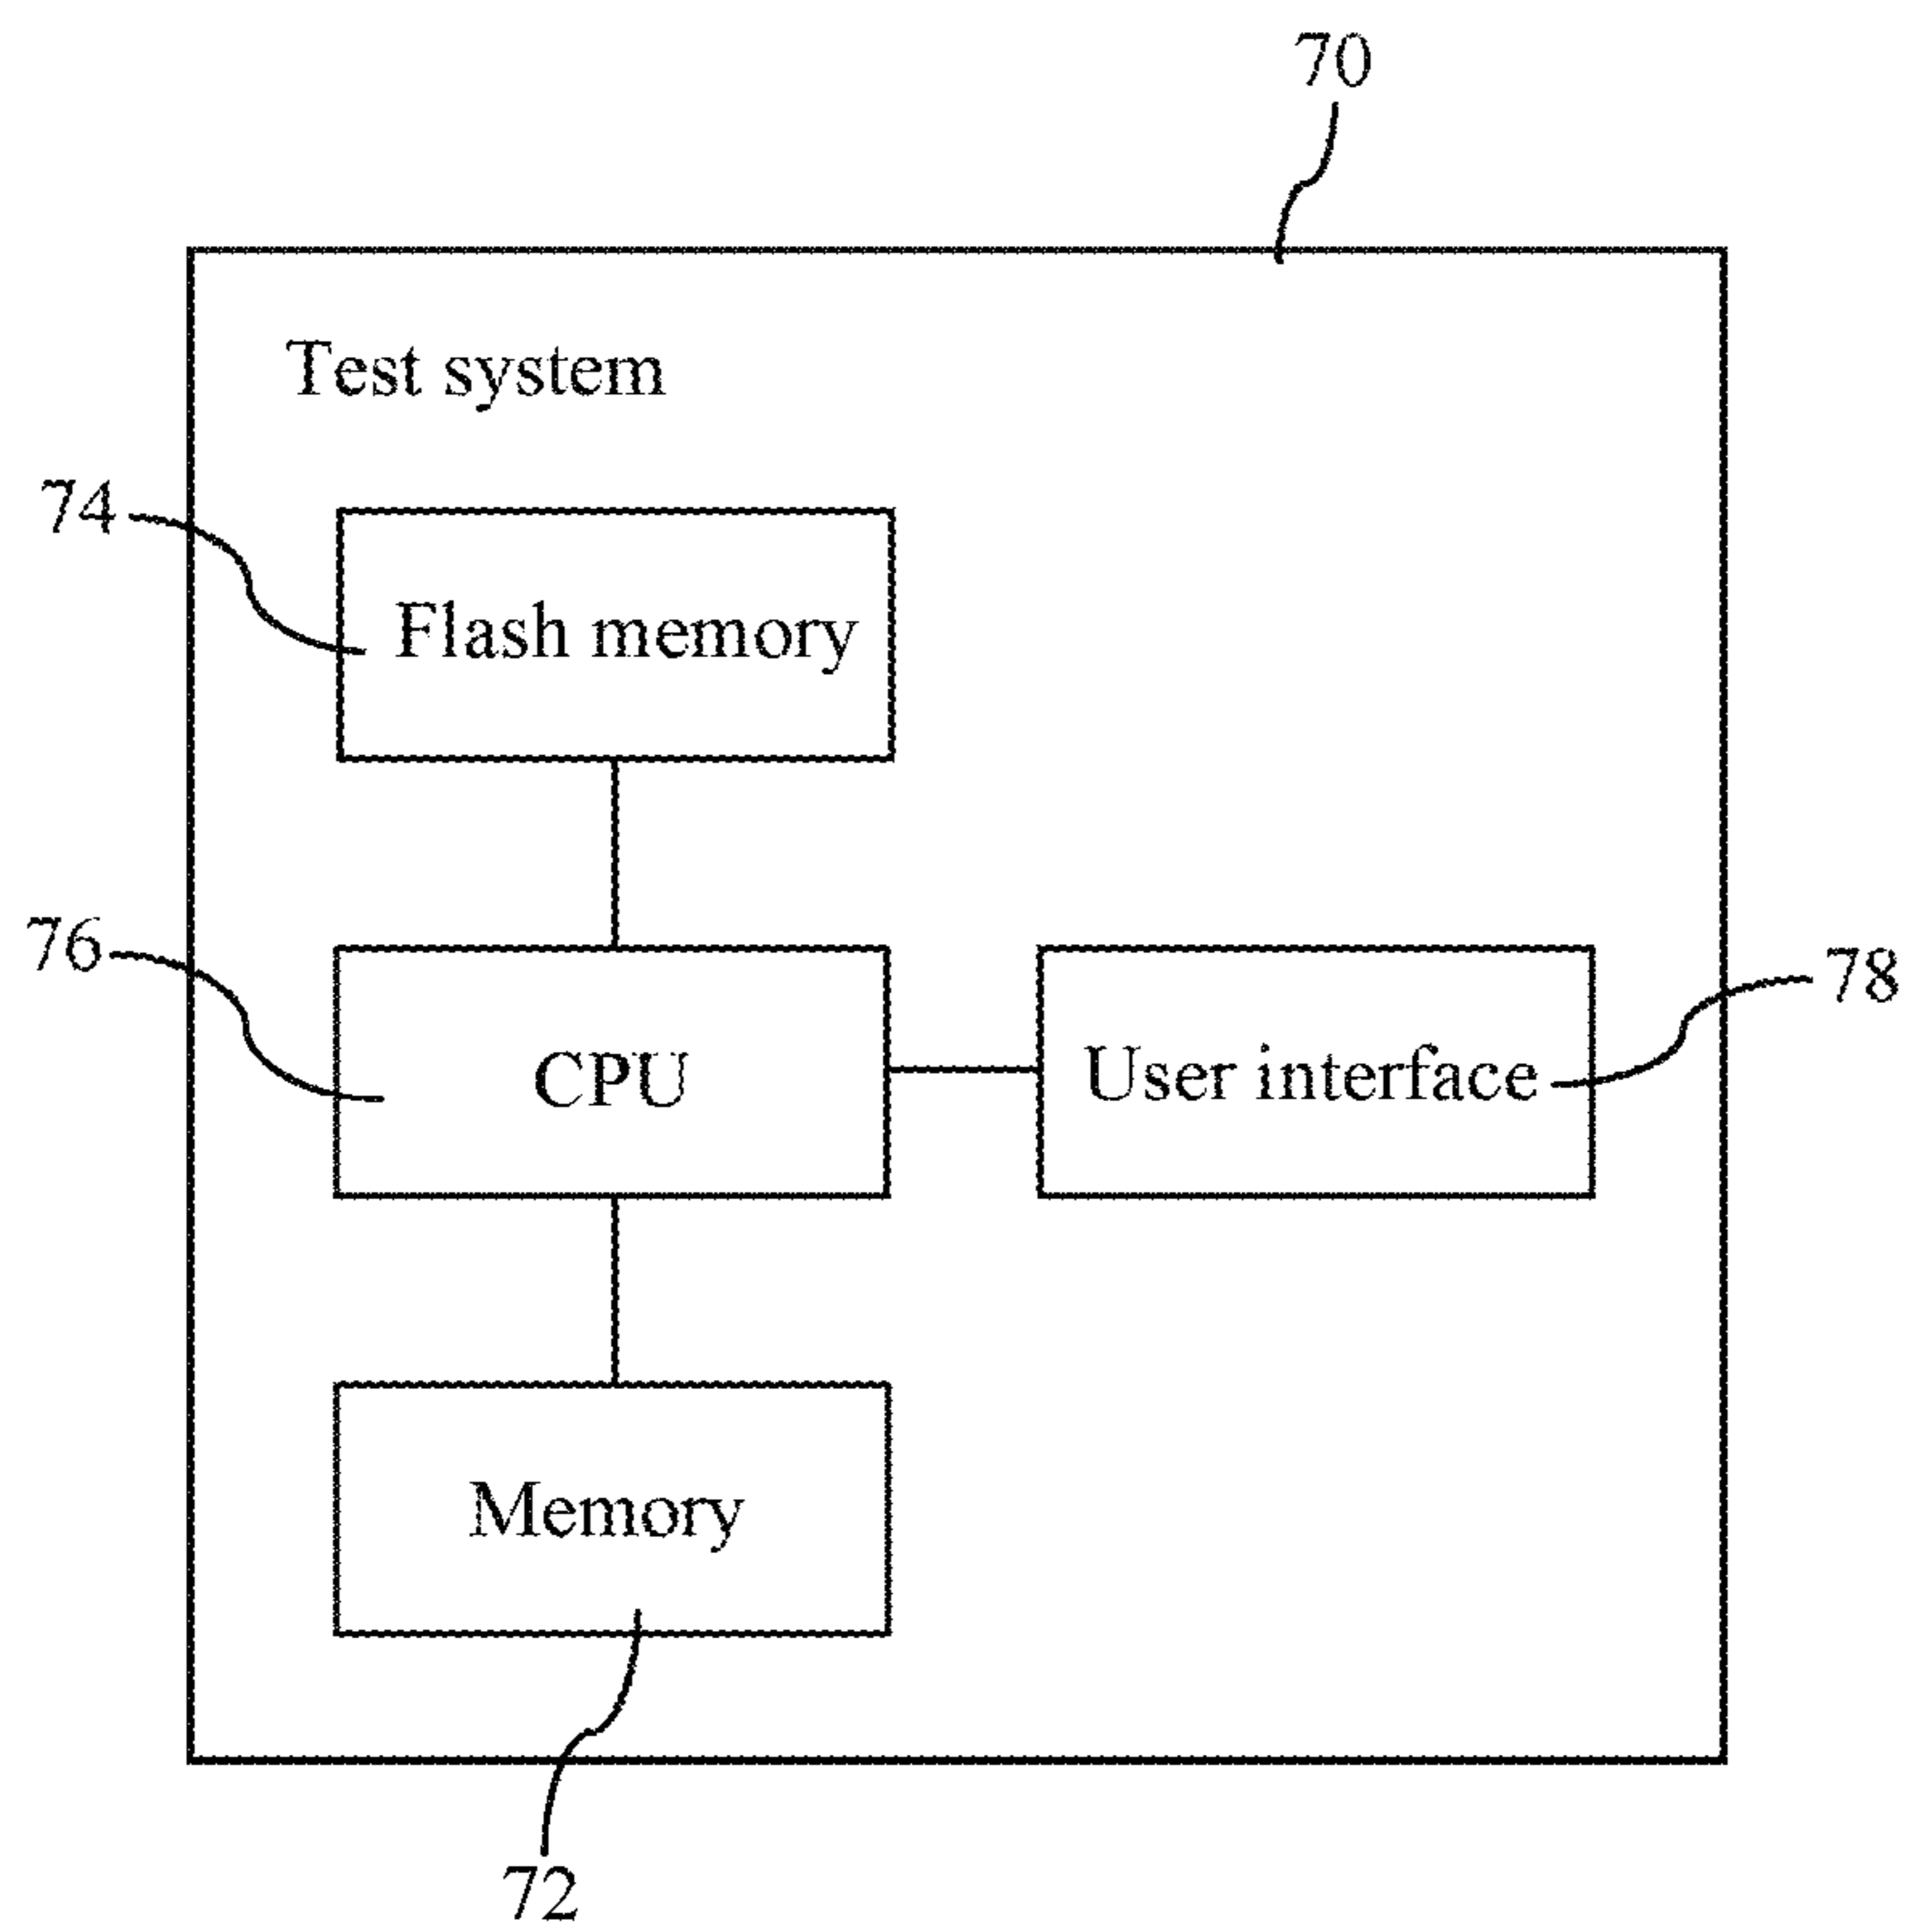 70
Test system
74
Flash memory
76
CPU
User interface
78
Memory
72